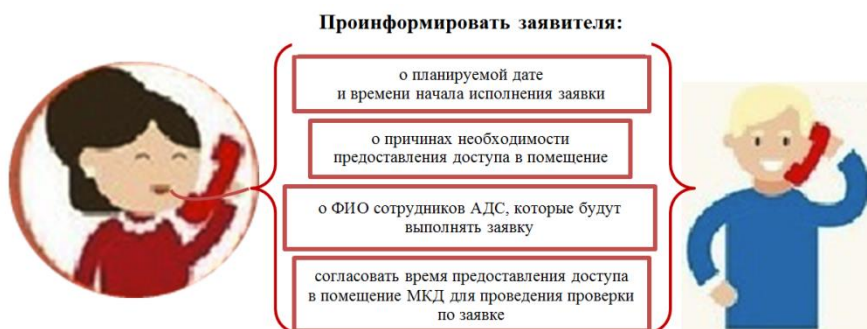 Проинформировать заявителя:
о планируемой дате
и времени начала исполнения заявки
о причинах необходимости
предоставления доступа в помещение
о ФИО сотрудников АДС, которые будут
выполнять заявку
согласовать время предоставления доступа
в помещение МКД для проведения проверки
по заявке